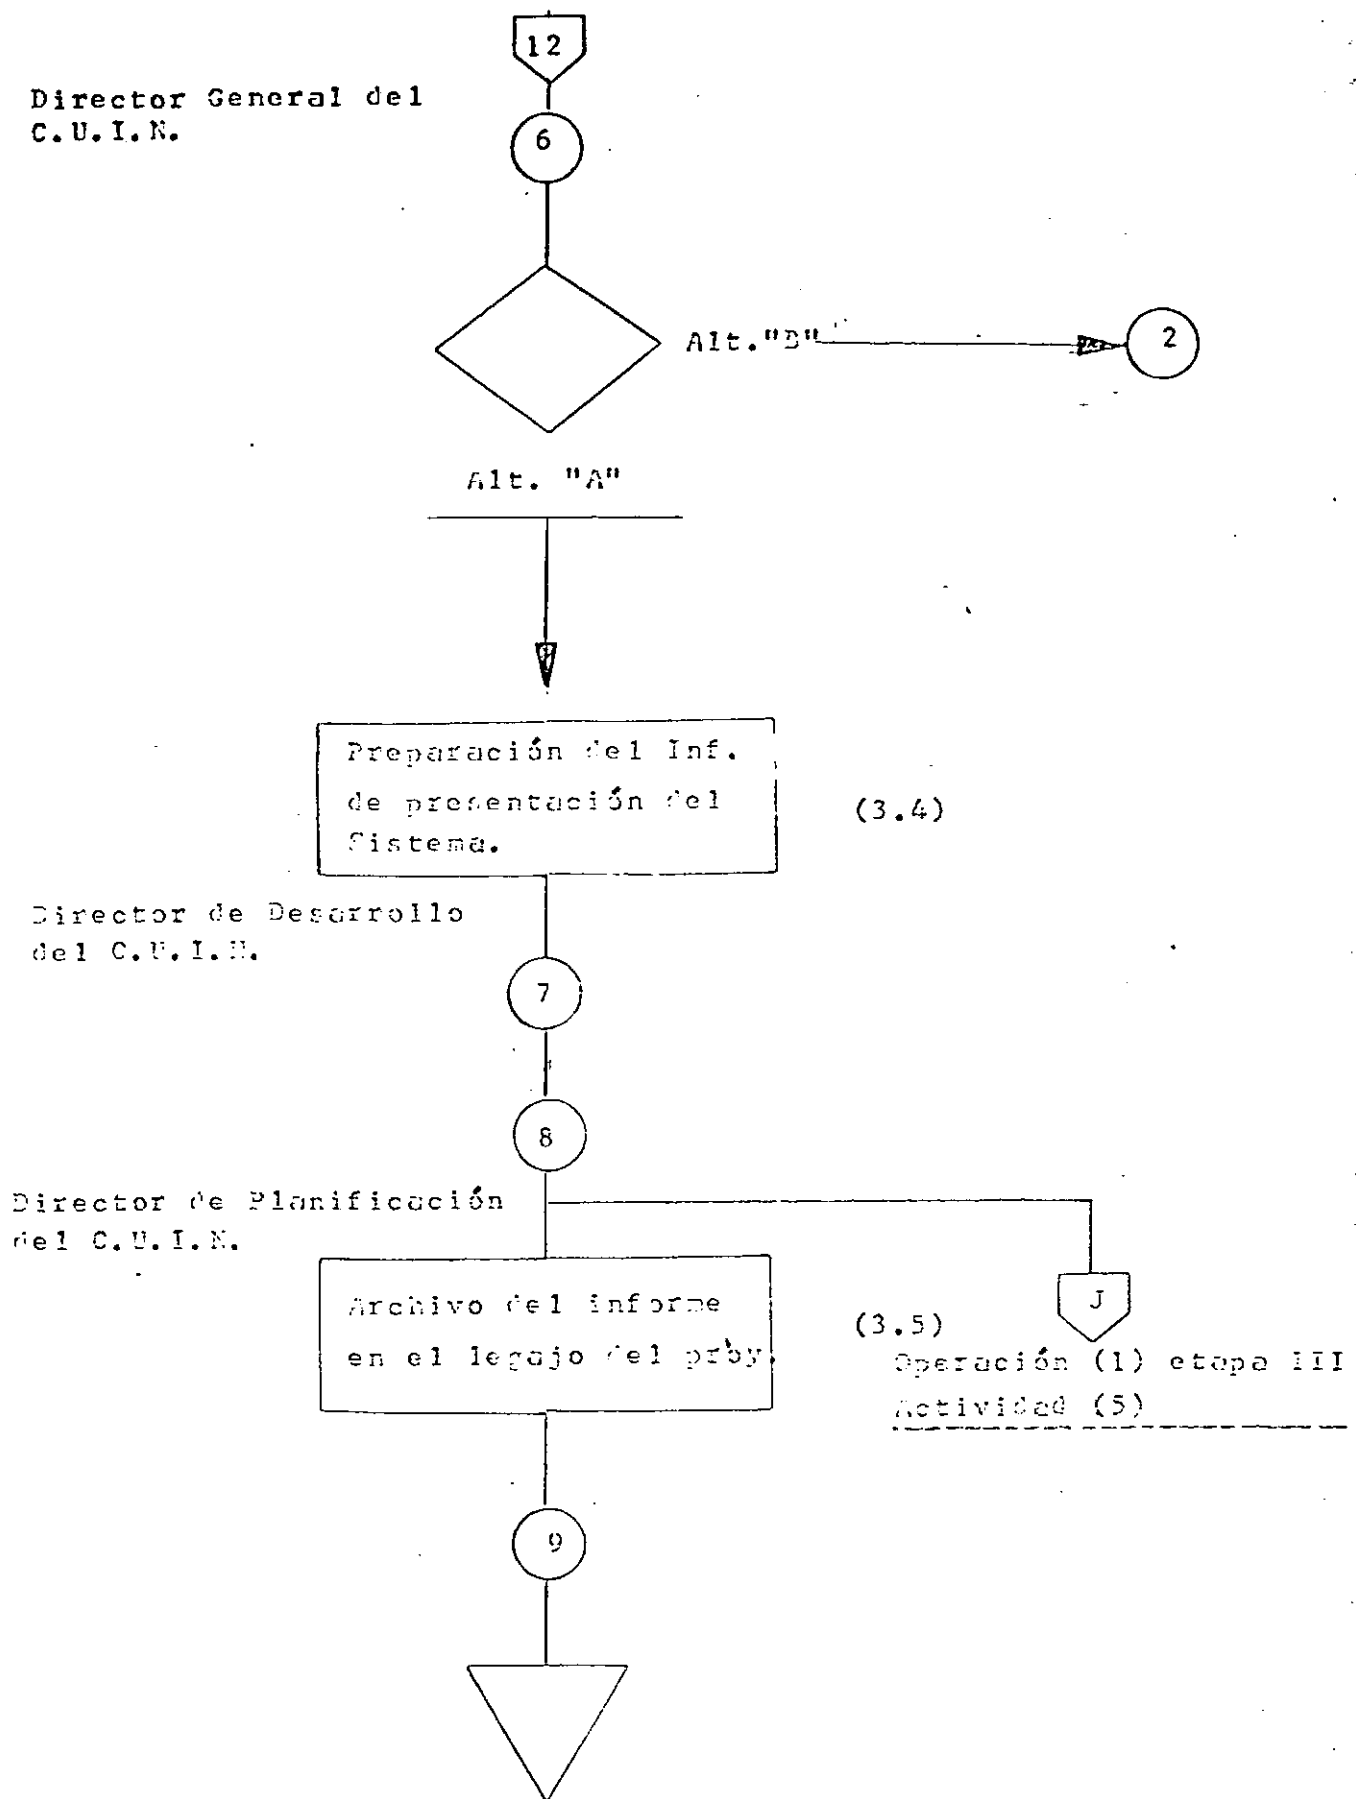 12
Director General del
C.U.I.N.
6
Alt."B"
2
Alt. "A"
Preparación del Inf.
de presentación del
Sistema.
(3.4)
Director de Desarrollo
del C.U.I.N.
7
8
Director de Planificación
del C.U.I.N.
Archivo del informe
en el legajo del proy.
(3.5)
J
Operación (1) etapa III
Actividad (5)
9